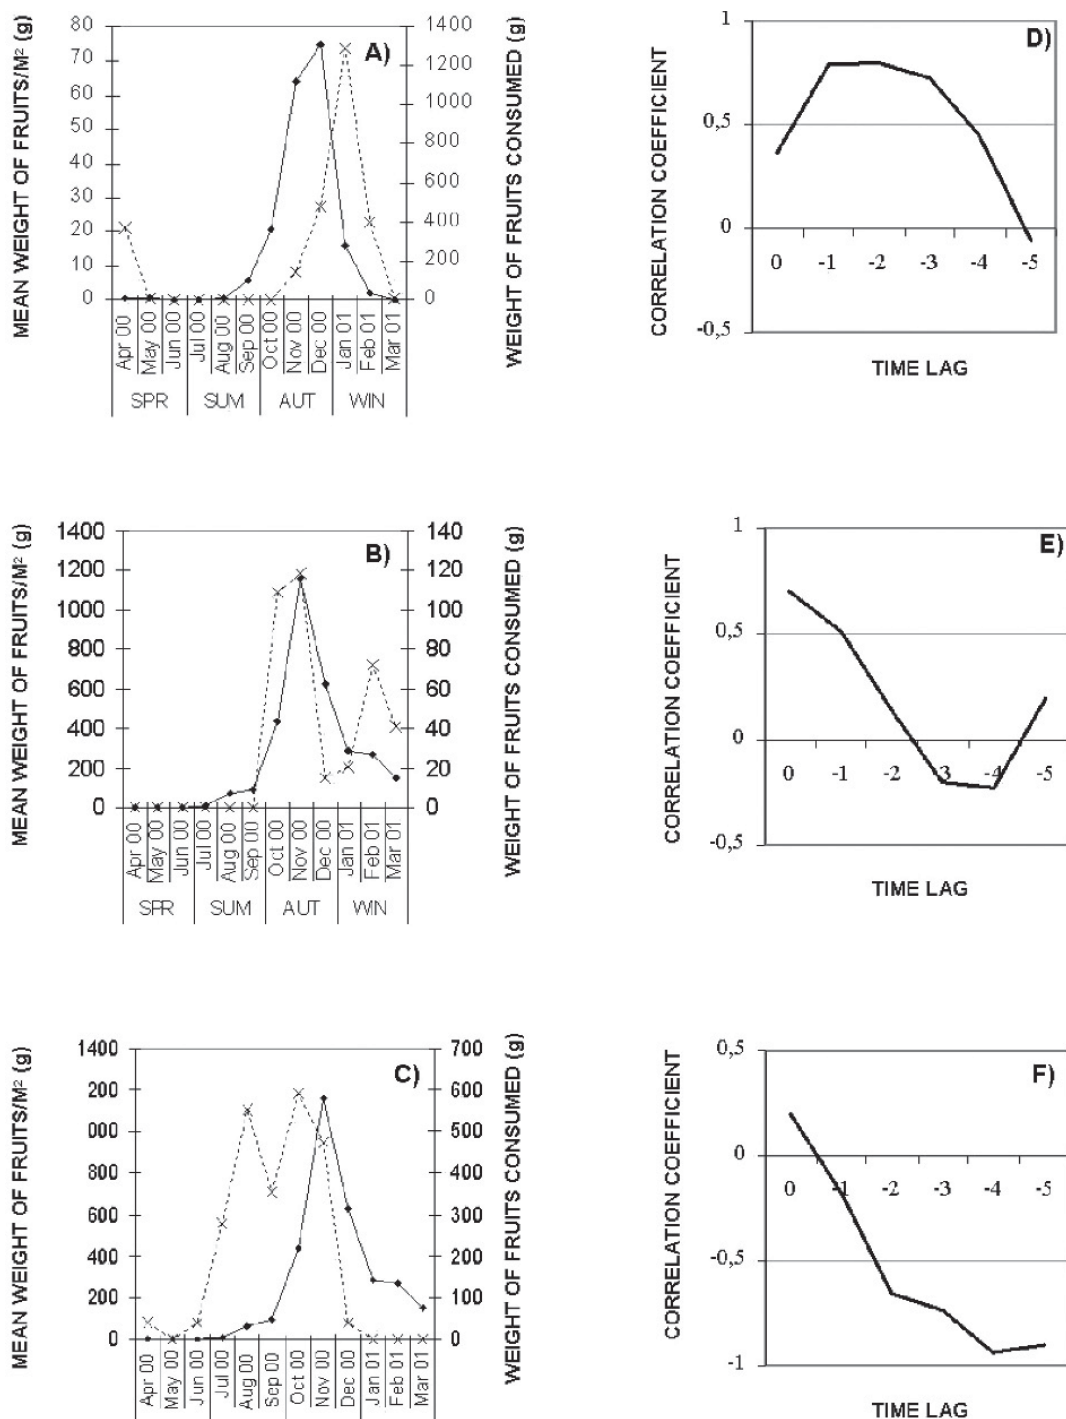 MEAN WEIGHT OF FRUITS/M² (g)
80
70
60
50
40
30
20
10
0
A)
1400
1200
1000
800
600
400
200
0
WEIGHT OF FRUITS CONSUMED (g)
Apr 00
May 00
Jun 00
Jul 00
Aug 00
Sep 00
Oct 00
Nov 00
Dec 00
Jan 01
Feb 01
Mar 01
SPR SUM AUT WIN
CORRELATION COEFFICIENT
1
0,5
0
-0,5
D)
0 -1 -2 -3 -4 -5
TIME LAG
MEAN WEIGHT OF FRUITS/M² (g)
1400
1200
1000
800
600
400
200
0
B)
140
120
100
80
60
40
20
0
WEIGHT OF FRUITS CONSUMED (g)
Apr 00
May 00
Jun 00
Jul 00
Aug 00
Sep 00
Oct 00
Nov 00
Dec 00
Jan 01
Feb 01
Mar 01
SPR SUM AUT WIN
CORRELATION COEFFICIENT
1
0,5
0
-0,5
E)
0 -1 -2 -3 -4 -5
TIME LAG
MEAN WEIGHT OF FRUITS/M² (g)
1400
200
000
800
600
400
200
0
C)
700
600
500
400
300
200
100
0
WEIGHT OF FRUITS CONSUMED (g)
Apr 00
May 00
Jun 00
Jul 00
Aug 00
Sep 00
Oct 00
Nov 00
Dec 00
Jan 01
Feb 01
Mar 01
CORRELATION COEFFICIENT
0,5
0
-0,5
-1
F)
0 -1 -2 -3 -4 -5
TIME LAG